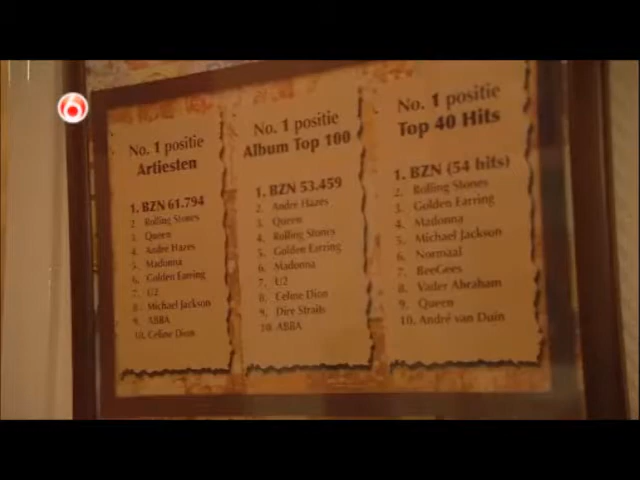 6
No. 1 positie
Artiesten
1. BZN 61.794
2. Rolling Stones
3. Queen
4. Andre Hazes
5. Madonna
6. Golden Earring
7. U2
8. Michael Jackson
9. ABBA
10. Celine Dion
No. 1 positie
Album Top 100
1. BZN 53.459
2. Andre Hazes
3. Queen
4. Rolling Stones
5. Golden Earring
6. Madonna
7. U2
8. Celine Dion
9. Dire Straits
10. ABBA
No. 1 positie
Top 40 Hits
1. BZN (54 hits)
2. Rolling Stones
3. Golden Earring
4. Madonna
5. Michael Jackson
6. Normaal
7. BeeGees
8. Vader Abraham
9. Queen
10. André van Duin